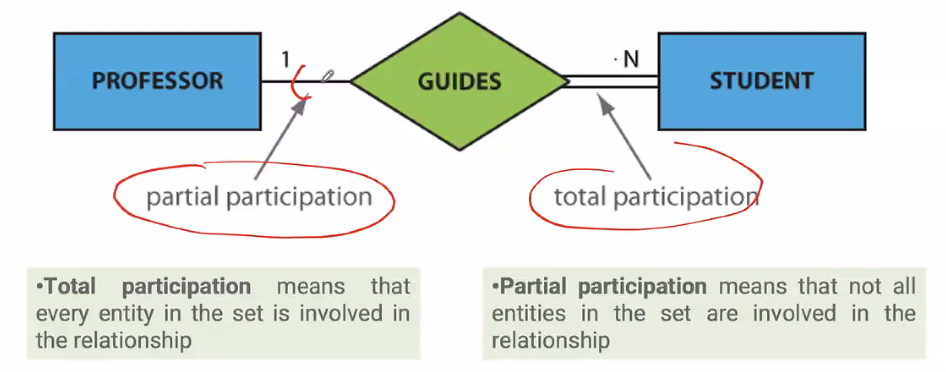 1
N
PROFESSOR
GUIDES
STUDENT
partial participation
total participation
•Total participation means that
every entity in the set is involved in
the relationship
•Partial participation means that not all
entities in the set are involved in the
relationship